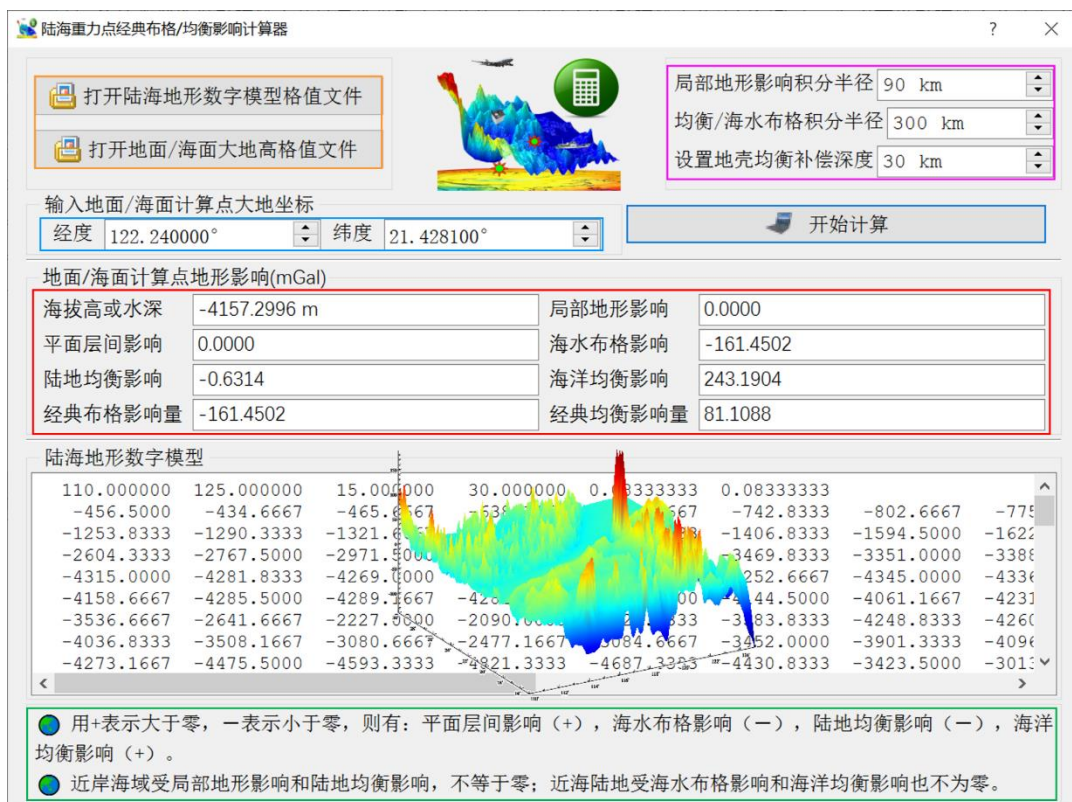 陆海重力点经典布格/均衡影响计算器
打开陆海地形数字模型格值文件
打开地面/海面大地高格值文件
局部地形影响积分半径 90 km
均衡/海水布格积分半径 300 km
设置地壳均衡补偿深度 30 km
输入地面/海面计算点大地坐标
经度 122.240000° 纬度 21.428100°
开始计算
地面/海面计算点地形影响(mGal)
海拔高或水深 -4157.2996 m 局部地形影响 0.0000
平面层间影响 0.0000 海水布格影响 -161.4502
陆地均衡影响 -0.6314 海洋均衡影响 243.1904
经典布格影响量 -161.4502 经典均衡影响量 81.1088
陆海地形数字模型
110.000000 125.000000 15.000000 30.000000 0.08333333 0.08333333
-456.5000 -434.6667 -742.8333 -802.6667
-1253.8333 -1290.3333 -1406.8333 -1594.5000
-2604.3333 -2767.5000 -3469.8333 -3351.0000
-4315.0000 -4281.8333 -4345.0000
-4158.6667 -4285.5000 -4061.1667
-3536.6667 -2641.6667 -4248.8333
-4036.8333 -3508.1667 -3080.6667 -2477.1667 -3901.3333
-4273.1667 -4475.5000 -4593.3333 -4430.8333 -3423.5000
用+表示大于零，－表示小于零，则有：平面层间影响（+），海水布格影响（－），陆地均衡影响（－），海洋
均衡影响（+）。
近岸海域受局部地形影响和陆地均衡影响，不等于零；近海陆地受海水布格影响和海洋均衡影响也不为零。